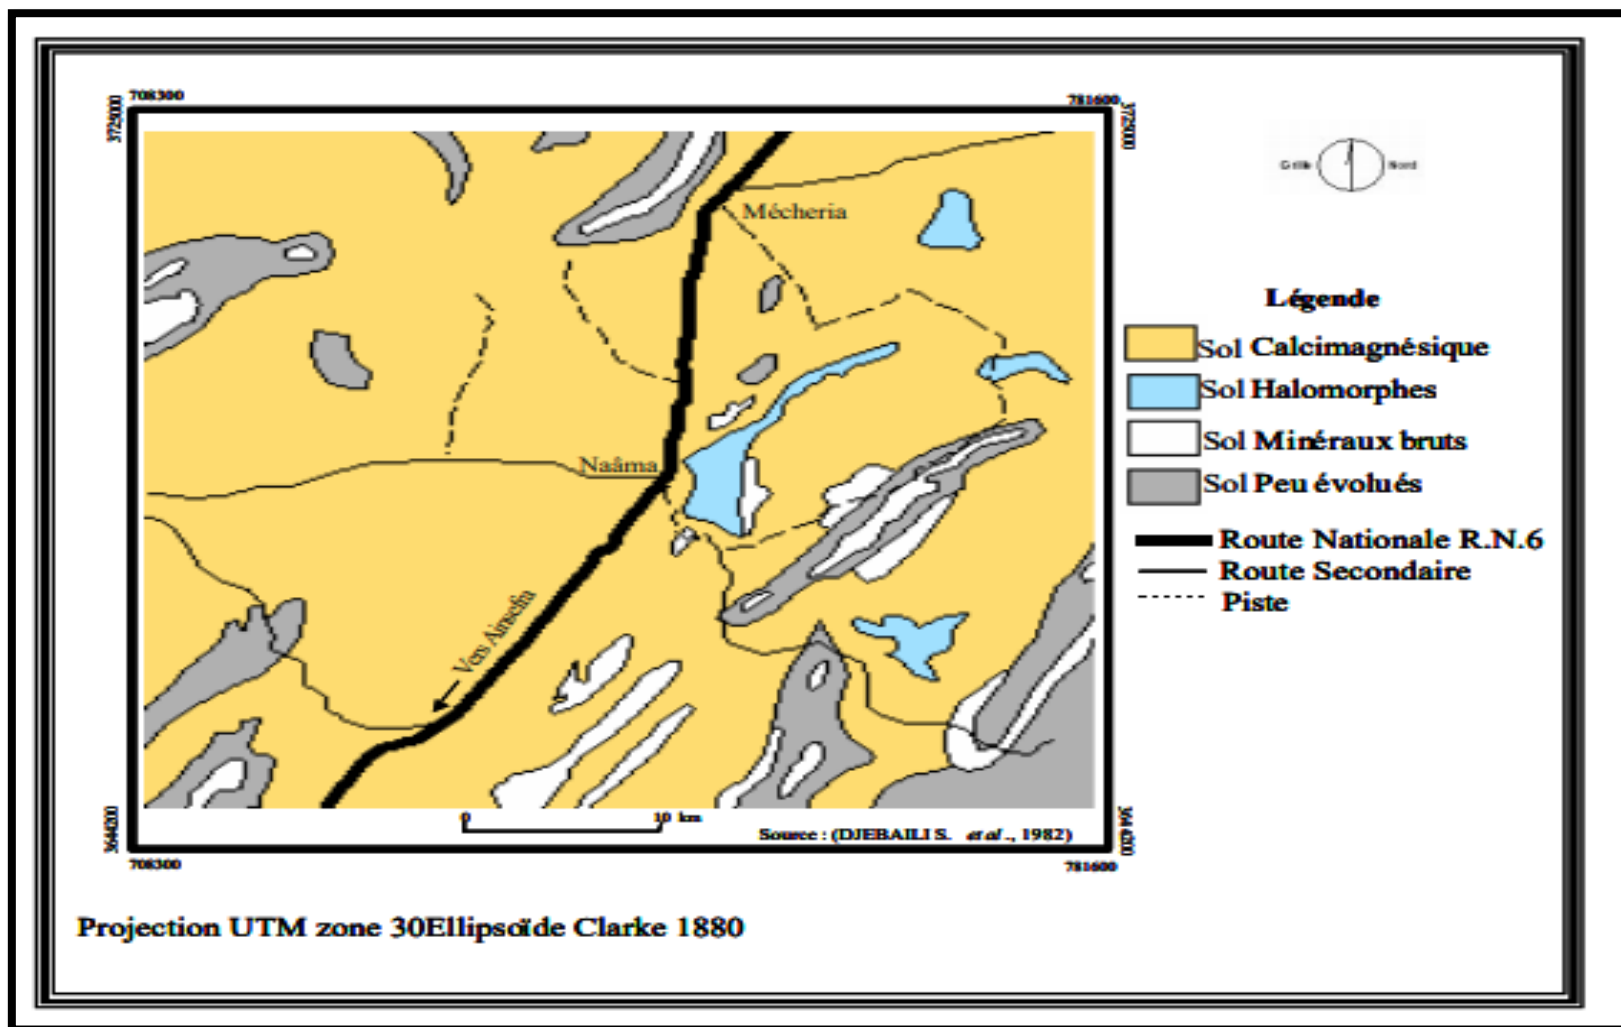 708300
781600
3725000
3725000
Grille Nord
Mécheria
Légende
Sol Calcimagnésique
Sol Halomorphes
Naâma
Sol Minéraux bruts
Sol Peu évolués
Route Nationale R.N.6
Route Secondaire
Piste
Vers Ainsefra
0 10 km
Source : (DJEBAILI S. et al ., 1982)
3644200
3644200
708300
781600
Projection UTM zone 30Ellipsoïde Clarke 1880